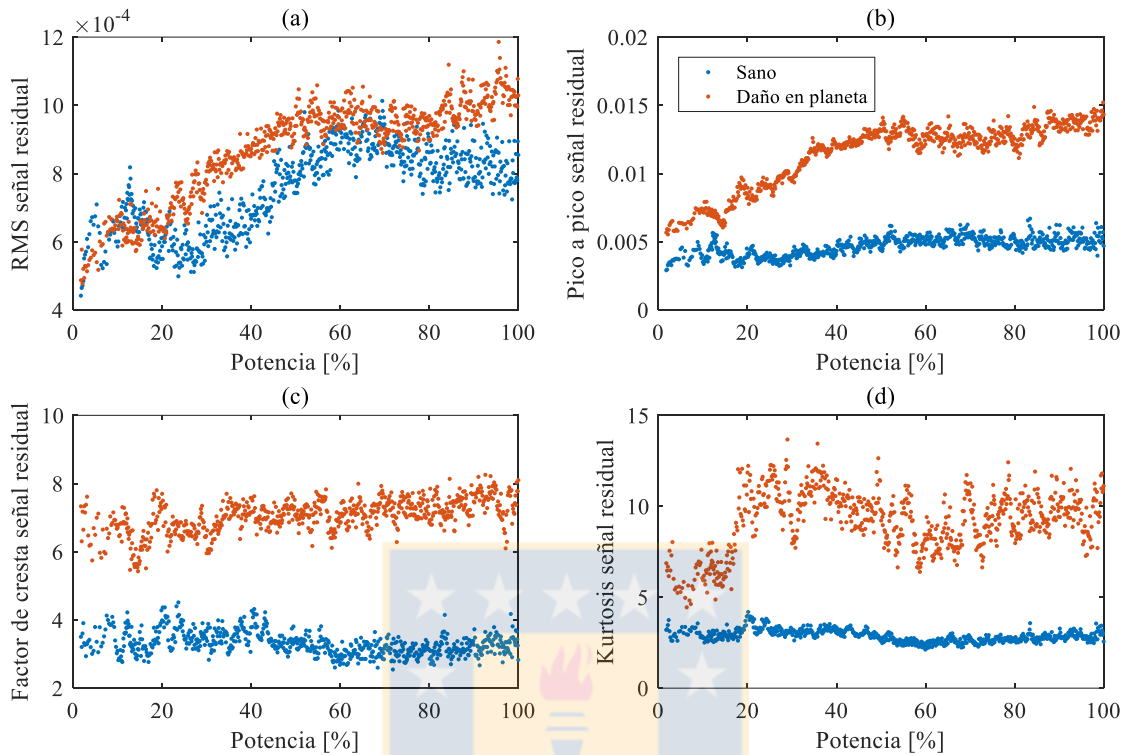 ×10⁻⁴
(a)
RMS señal residual
12
10
8
6
4
0 20 40 60 80 100
Potencia [%]
(b)
Pico a pico señal residual
0.02
0.015
0.01
0.005
0
0 20 40 60 80 100
Potencia [%]
Sano
Daño en planeta
(c)
Factor de cresta señal residual
10
8
6
4
2
0 20 40 60 80 100
Potencia [%]
(d)
Kurtosis señal residual
15
10
5
0
0 20 40 60 80 100
Potencia [%]